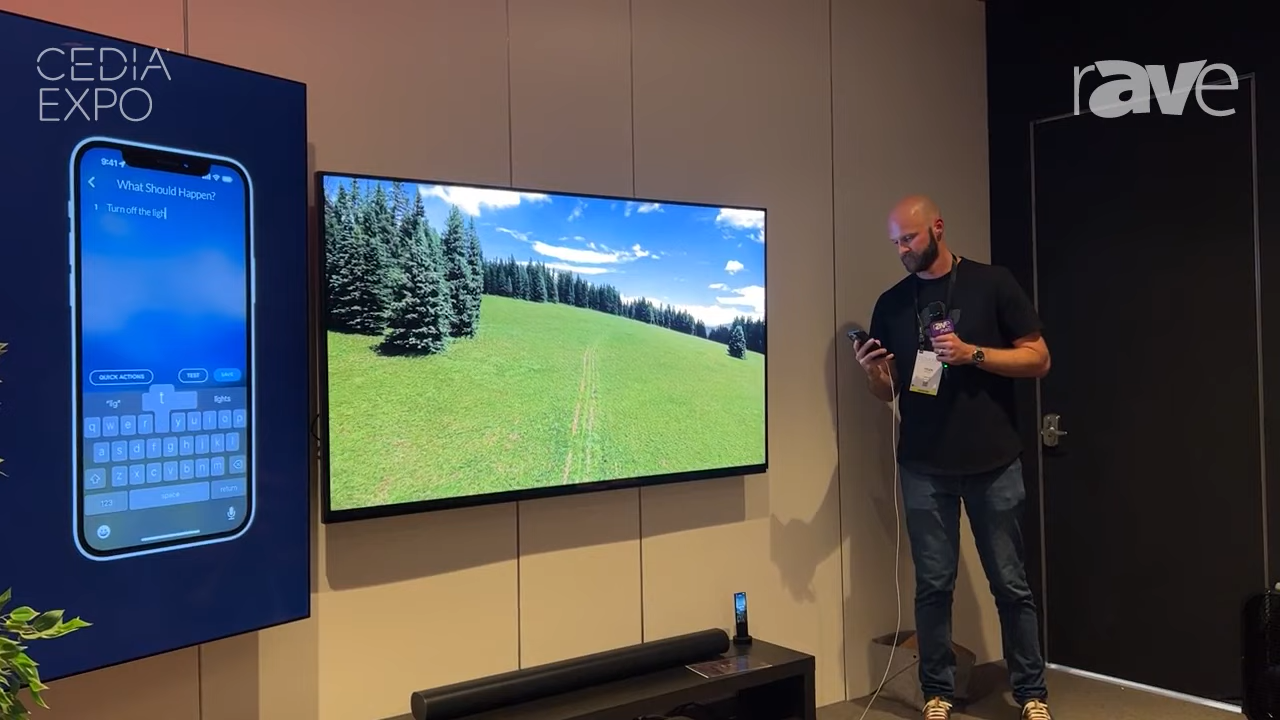 CEDIA
EXPO
rAVe
9:41
What Should Happen?
1 Turn off the ligh
QUICK ACTIONS
TEST
SAVE
"lig"
t
lights
q w e r y u i o p
a s d f g h j k l
z x c v b n m
123
space
return
rAVe